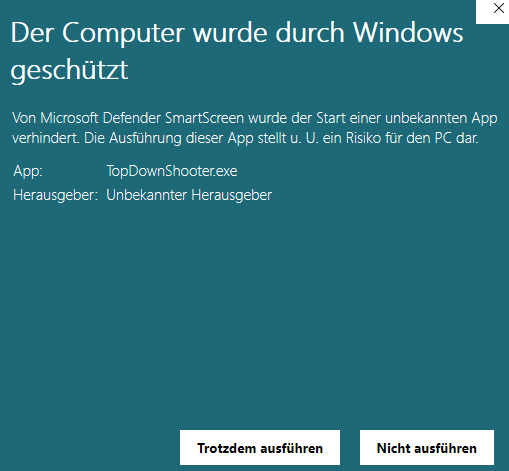 Der Computer wurde durch Windows
geschützt
Von Microsoft Defender SmartScreen wurde der Start einer unbekannten App
verhindert. Die Ausführung dieser App stellt u. U. ein Risiko für den PC dar.
App: TopDownShooter.exe
Herausgeber: Unbekannter Herausgeber
Trotzdem ausführen Nicht ausführen